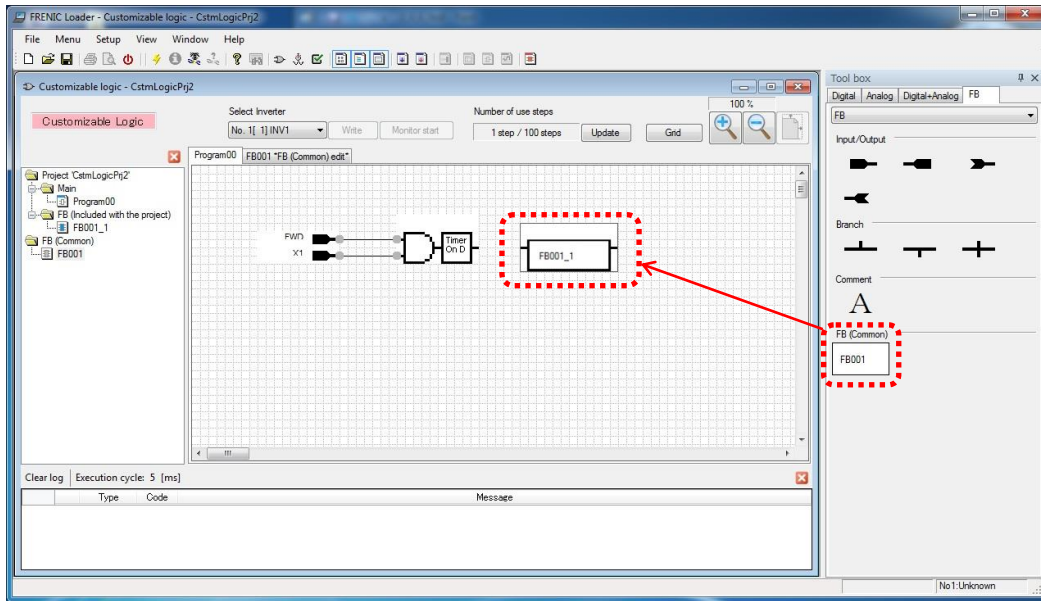 FRENIC Loader - Customizable logic - CstmLogicPrj2
File Menu Setup View Window Help
Customizable logic - CstmLogicPrj2
Customizable Logic
Select Inverter
No. 1[ 1] INV1
Write
Monitor start
Number of use steps
1 step / 100 steps
Update
Grid
100 %
Program00
FB001 "FB (Common) edit"
Project 'CstmLogicPrj2'
Main
Program00
FB (Included with the project)
FB001_1
FB (Common)
FB001
FWD
X1
Timer
On D
FB001_1
Clear log Execution cycle: 5 [ms]
Type Code Message
Tool box
Digital Analog Digital+Analog FB
FB
Input/Output
Branch
Comment
A
FB (Common)
FB001
No1:Unknown